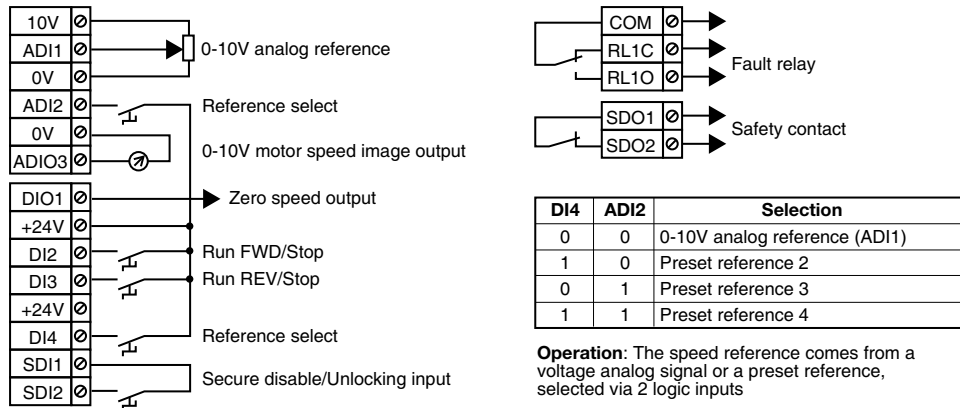 10V
ADI1
0-10V analog reference
0V
ADI2
Reference select
0V
0-10V motor speed image output
ADIO3
DIO1
Zero speed output
+24V
DI2
Run FWD/Stop
DI3
Run REV/Stop
+24V
DI4
Reference select
SDI1
Secure disable/Unlocking input
SDI2
COM
RL1C
Fault relay
RL1O
SDO1
Safety contact
SDO2
DI4 ADI2 Selection
0 0 0-10V analog reference (ADI1)
1 0 Preset reference 2
0 1 Preset reference 3
1 1 Preset reference 4
Operation: The speed reference comes from a
voltage analog signal or a preset reference,
selected via 2 logic inputs